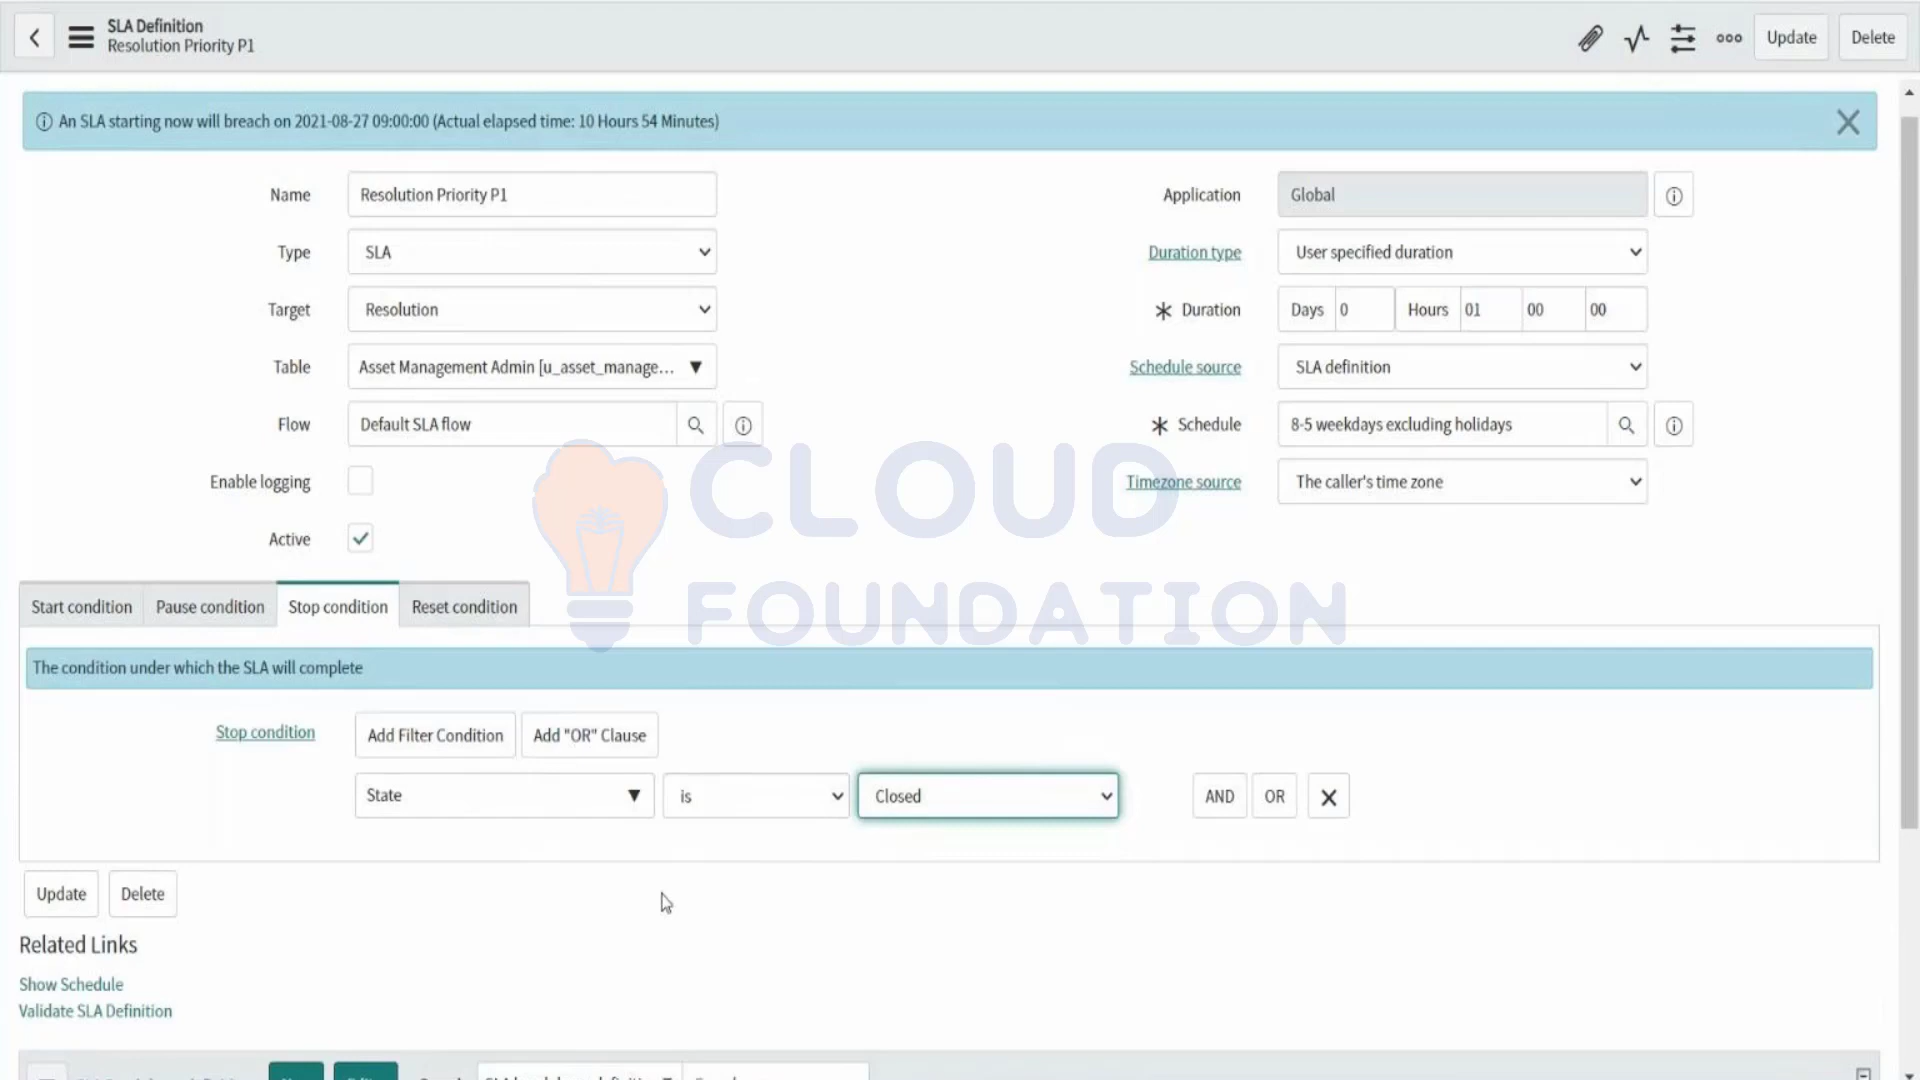 SLA Definition
Resolution Priority P1
Update
Delete
An SLA starting now will breach on 2021-08-27 09:00:00 (Actual elapsed time: 10 Hours 54 Minutes)
Name
Resolution Priority P1
Application
Global
Type
SLA
Duration type
User specified duration
Target
Resolution
Duration
Days 0 Hours 01 00 00
Table
Asset Management Admin [u_asset_manage...
Schedule source
SLA definition
Flow
Default SLA flow
Schedule
8-5 weekdays excluding holidays
Enable logging
Timezone source
The caller's time zone
Active
CLOUD
FOUNDATION
Start condition
Pause condition
Stop condition
Reset condition
The condition under which the SLA will complete
Stop condition
Add Filter Condition
Add "OR" Clause
State
is
Closed
AND
OR
Update
Delete
Related Links
Show Schedule
Validate SLA Definition